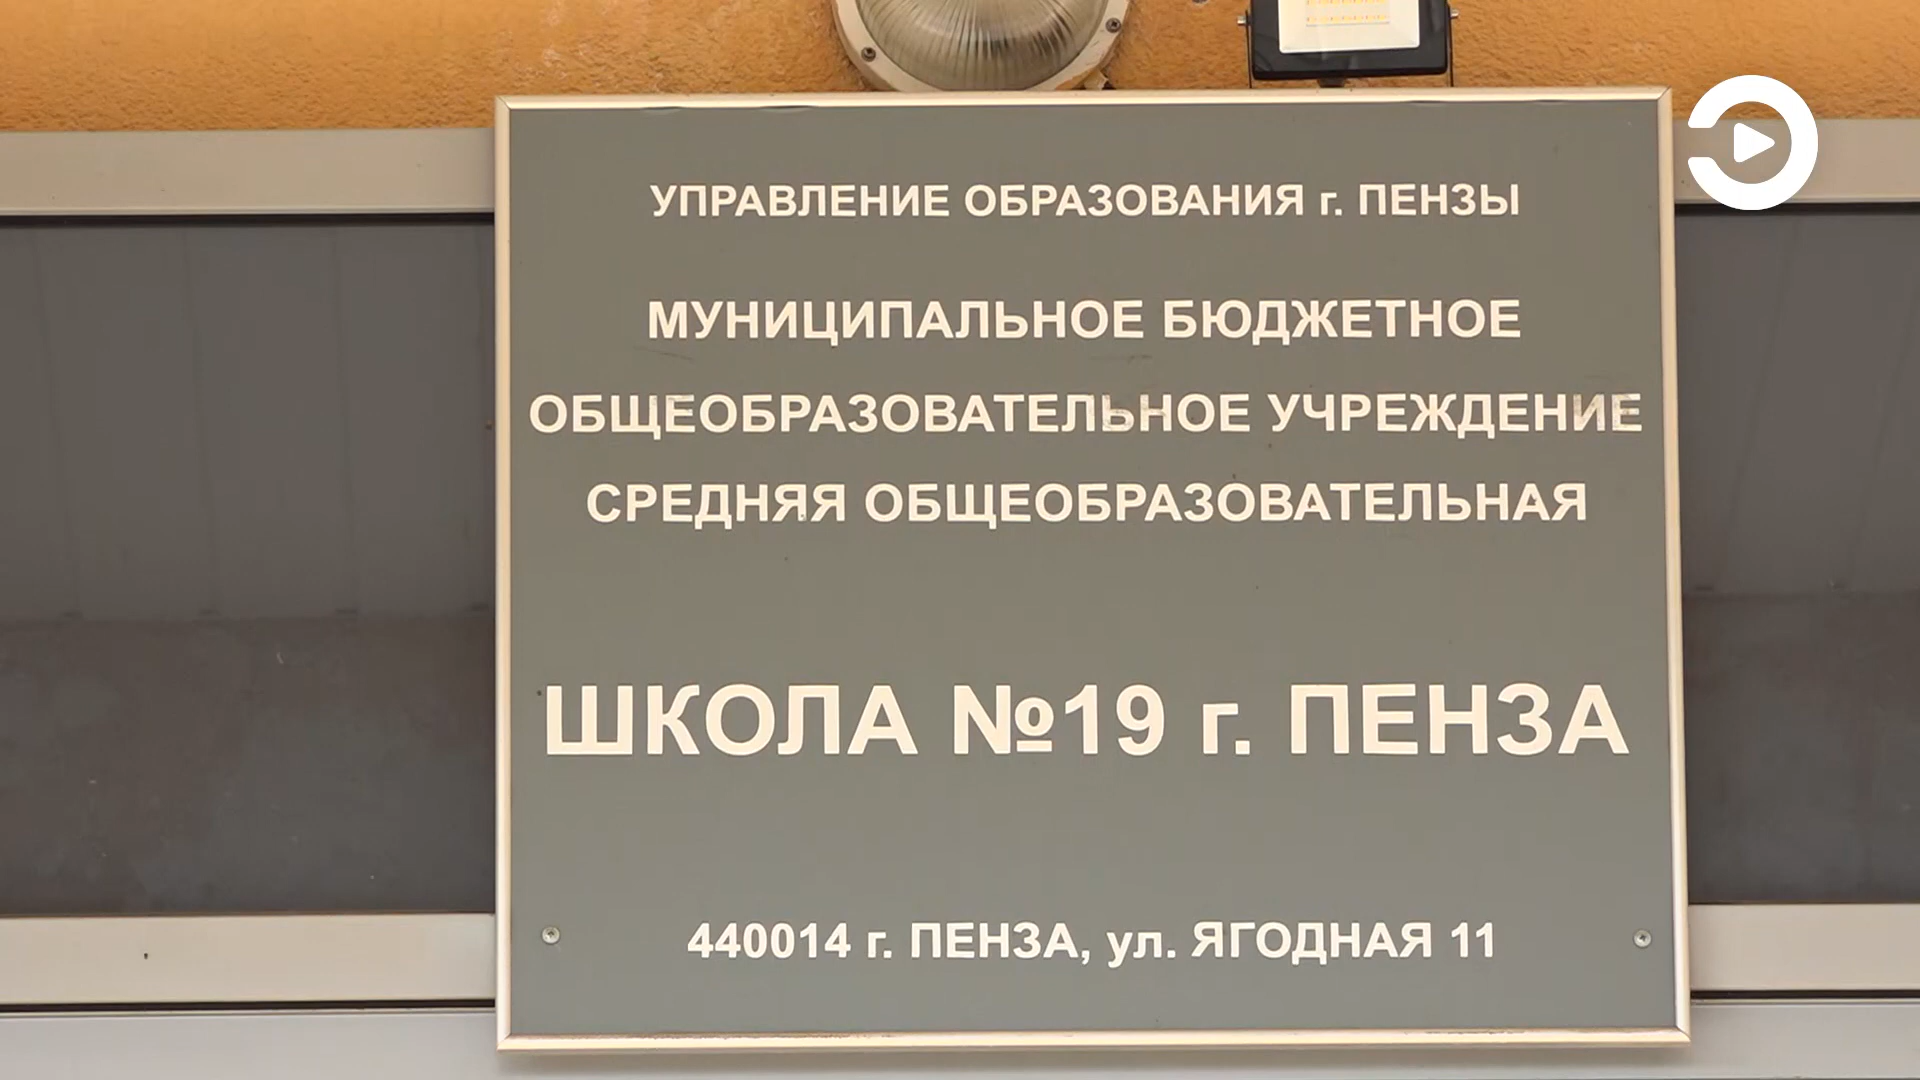 УПРАВЛЕНИЕ ОБРАЗОВАНИЯ г. ПЕНЗЫ
МУНИЦИПАЛЬНОЕ БЮДЖЕТНОЕ
ОБЩЕОБРАЗОВАТЕЛЬНОЕ УЧРЕЖДЕНИЕ
СРЕДНЯЯ ОБЩЕОБРАЗОВАТЕЛЬНАЯ
ШКОЛА №19 г. ПЕНЗА
440014 г. ПЕНЗА, ул. ЯГОДНАЯ 11